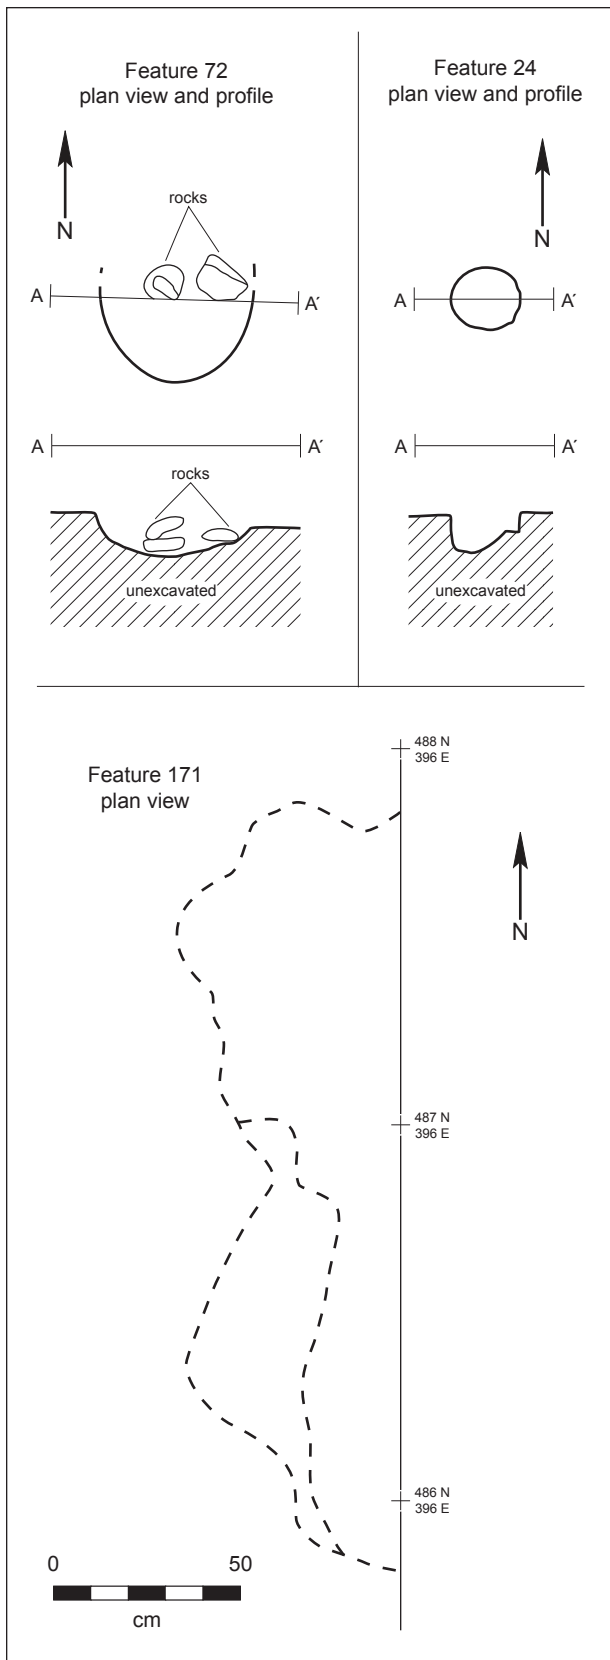 Feature 72
plan view and profile
N
rocks
A A′
A A′
rocks
unexcavated
Feature 24
plan view and profile
N
A A′
A A′
unexcavated
Feature 171
plan view
488 N
396 E
N
487 N
396 E
486 N
396 E
0 50
cm